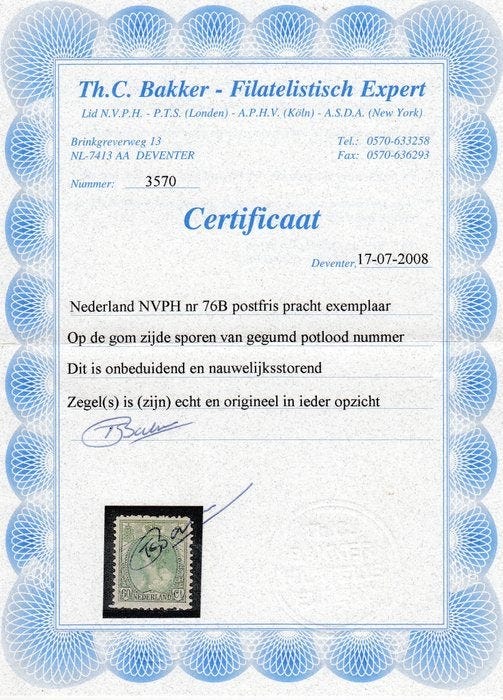 Th.C. Bakker - Filatelistisch Expert
Lid N.V.P.H. - P.T.S. (Londen) - A.P.H.V. (Köln) - A.S.D.A. (New York)
Brinkgreverweg 13 Tel.: 0570-633258
NL-7413 AA DEVENTER Fax: 0570-636293
Nummer: 3570
Certificaat
Deventer, 17-07-2008
Nederland NVPH nr 76B postfris pracht exemplaar
Op de gom zijde sporen van gegumd potlood nummer
Dit is onbeduidend en nauwelijksstorend
Zegel(s) is (zijn) echt en origineel in ieder opzicht
NEDERLAND